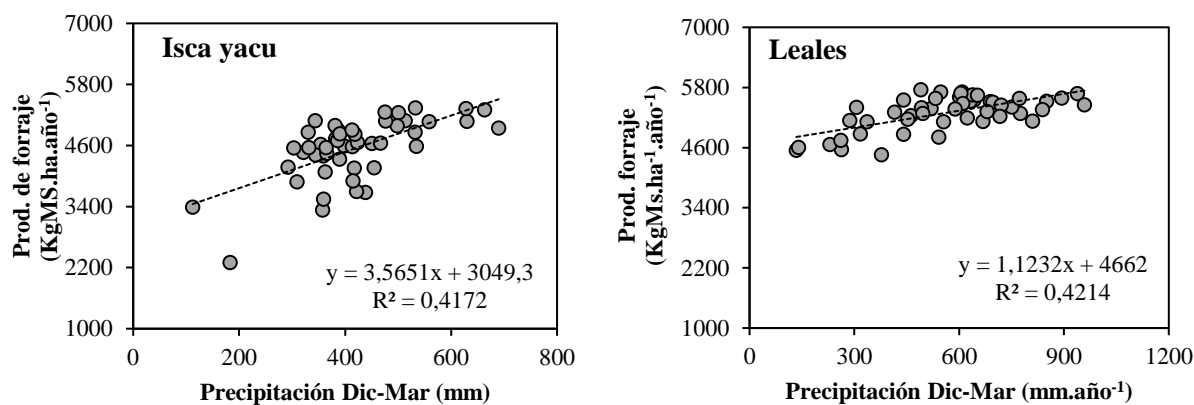 Isca yacu
Prod. de forraje
(KgMS.ha.año⁻¹)
7000
5800
4600
3400
2200
1000
y = 3,5651x + 3049,3
R² = 0,4172
0 200 400 600 800
Precipitación Dic-Mar (mm)
Leales
Prod. forraje
(KgMs.ha⁻¹.año⁻¹)
7000
5800
4600
3400
2200
1000
y = 1,1232x + 4662
R² = 0,4214
0 300 600 900 1200
Precipitación Dic-Mar (mm.año⁻¹)